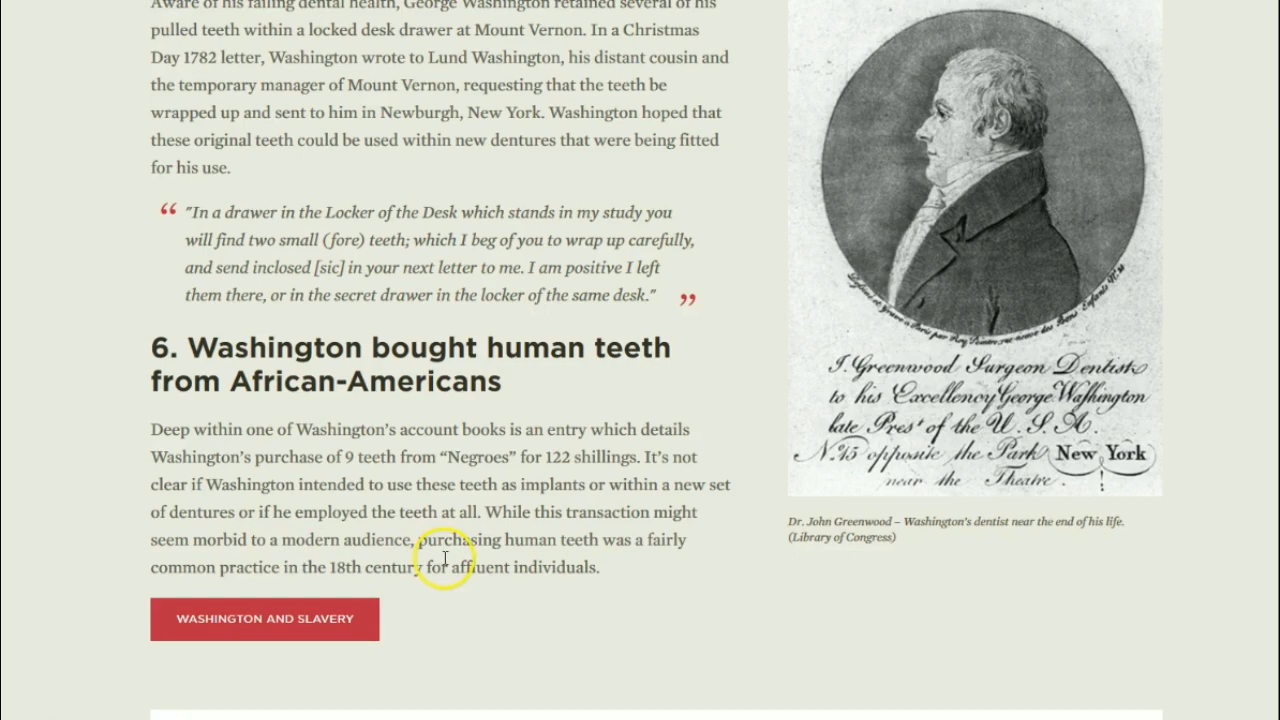 Aware of his failing dental health, George Washington retained several of his
pulled teeth within a locked desk drawer at Mount Vernon. In a Christmas
Day 1782 letter, Washington wrote to Lund Washington, his distant cousin and
the temporary manager of Mount Vernon, requesting that the teeth be
wrapped up and sent to him in Newburgh, New York. Washington hoped that
these original teeth could be used within new dentures that were being fitted
for his use.
“ "In a drawer in the Locker of the Desk which stands in my study you
will find two small (fore) teeth; which I beg of you to wrap up carefully,
and send inclosed [sic] in your next letter to me. I am positive I left
them there, or in the secret drawer in the locker of the same desk." ”
6. Washington bought human teeth
from African-Americans
Deep within one of Washington’s account books is an entry which details
Washington’s purchase of 9 teeth from “Negroes” for 122 shillings. It’s not
clear if Washington intended to use these teeth as implants or within a new set
of dentures or if he employed the teeth at all. While this transaction might
seem morbid to a modern audience, purchasing human teeth was a fairly
common practice in the 18th century for affluent individuals.
WASHINGTON AND SLAVERY
I. Greenwood Surgeon Dentist
to his Excellency George Washington
late Pres^t of the U. S. A.
N.º 45 opposite the Park New York
near the Theatre.
Dr. John Greenwood – Washington’s dentist near the end of his life.
(Library of Congress)